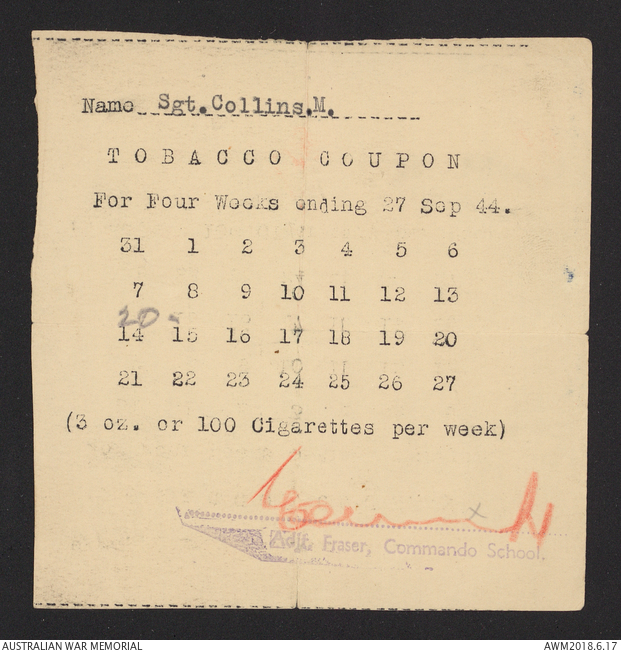 Name Sgt.Collins.M.
TOBACCO COUPON
For Four Weeks ending 27 Sep 44.
31 1 2 3 4 5 6
7 8 9 10 11 12 13
20-
14 15 16 17 18 19 20
21 22 23 24 25 26 27
(3 oz. or 100 Cigarettes per week)
Adjt. Fraser, Commando School.
AUSTRALIAN WAR MEMORIAL AWM2018.6.17